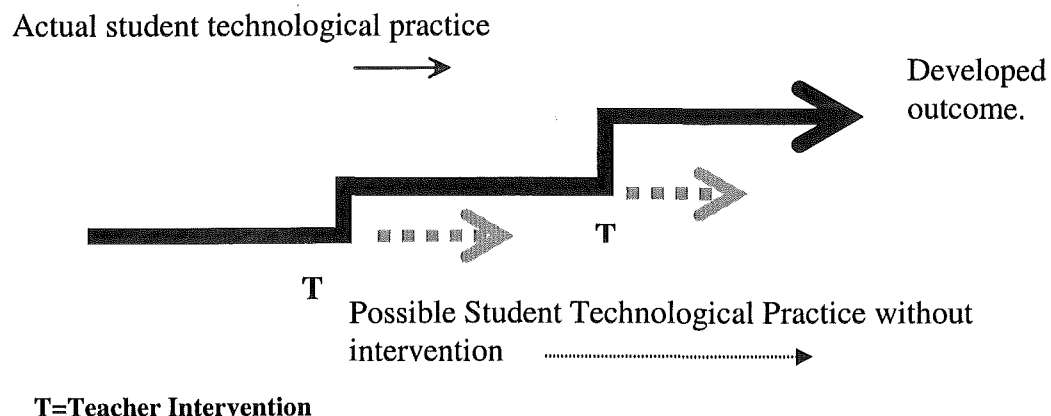 Actual student technological practice
Developed
outcome.
T
T
Possible Student Technological Practice without
intervention
T=Teacher Intervention